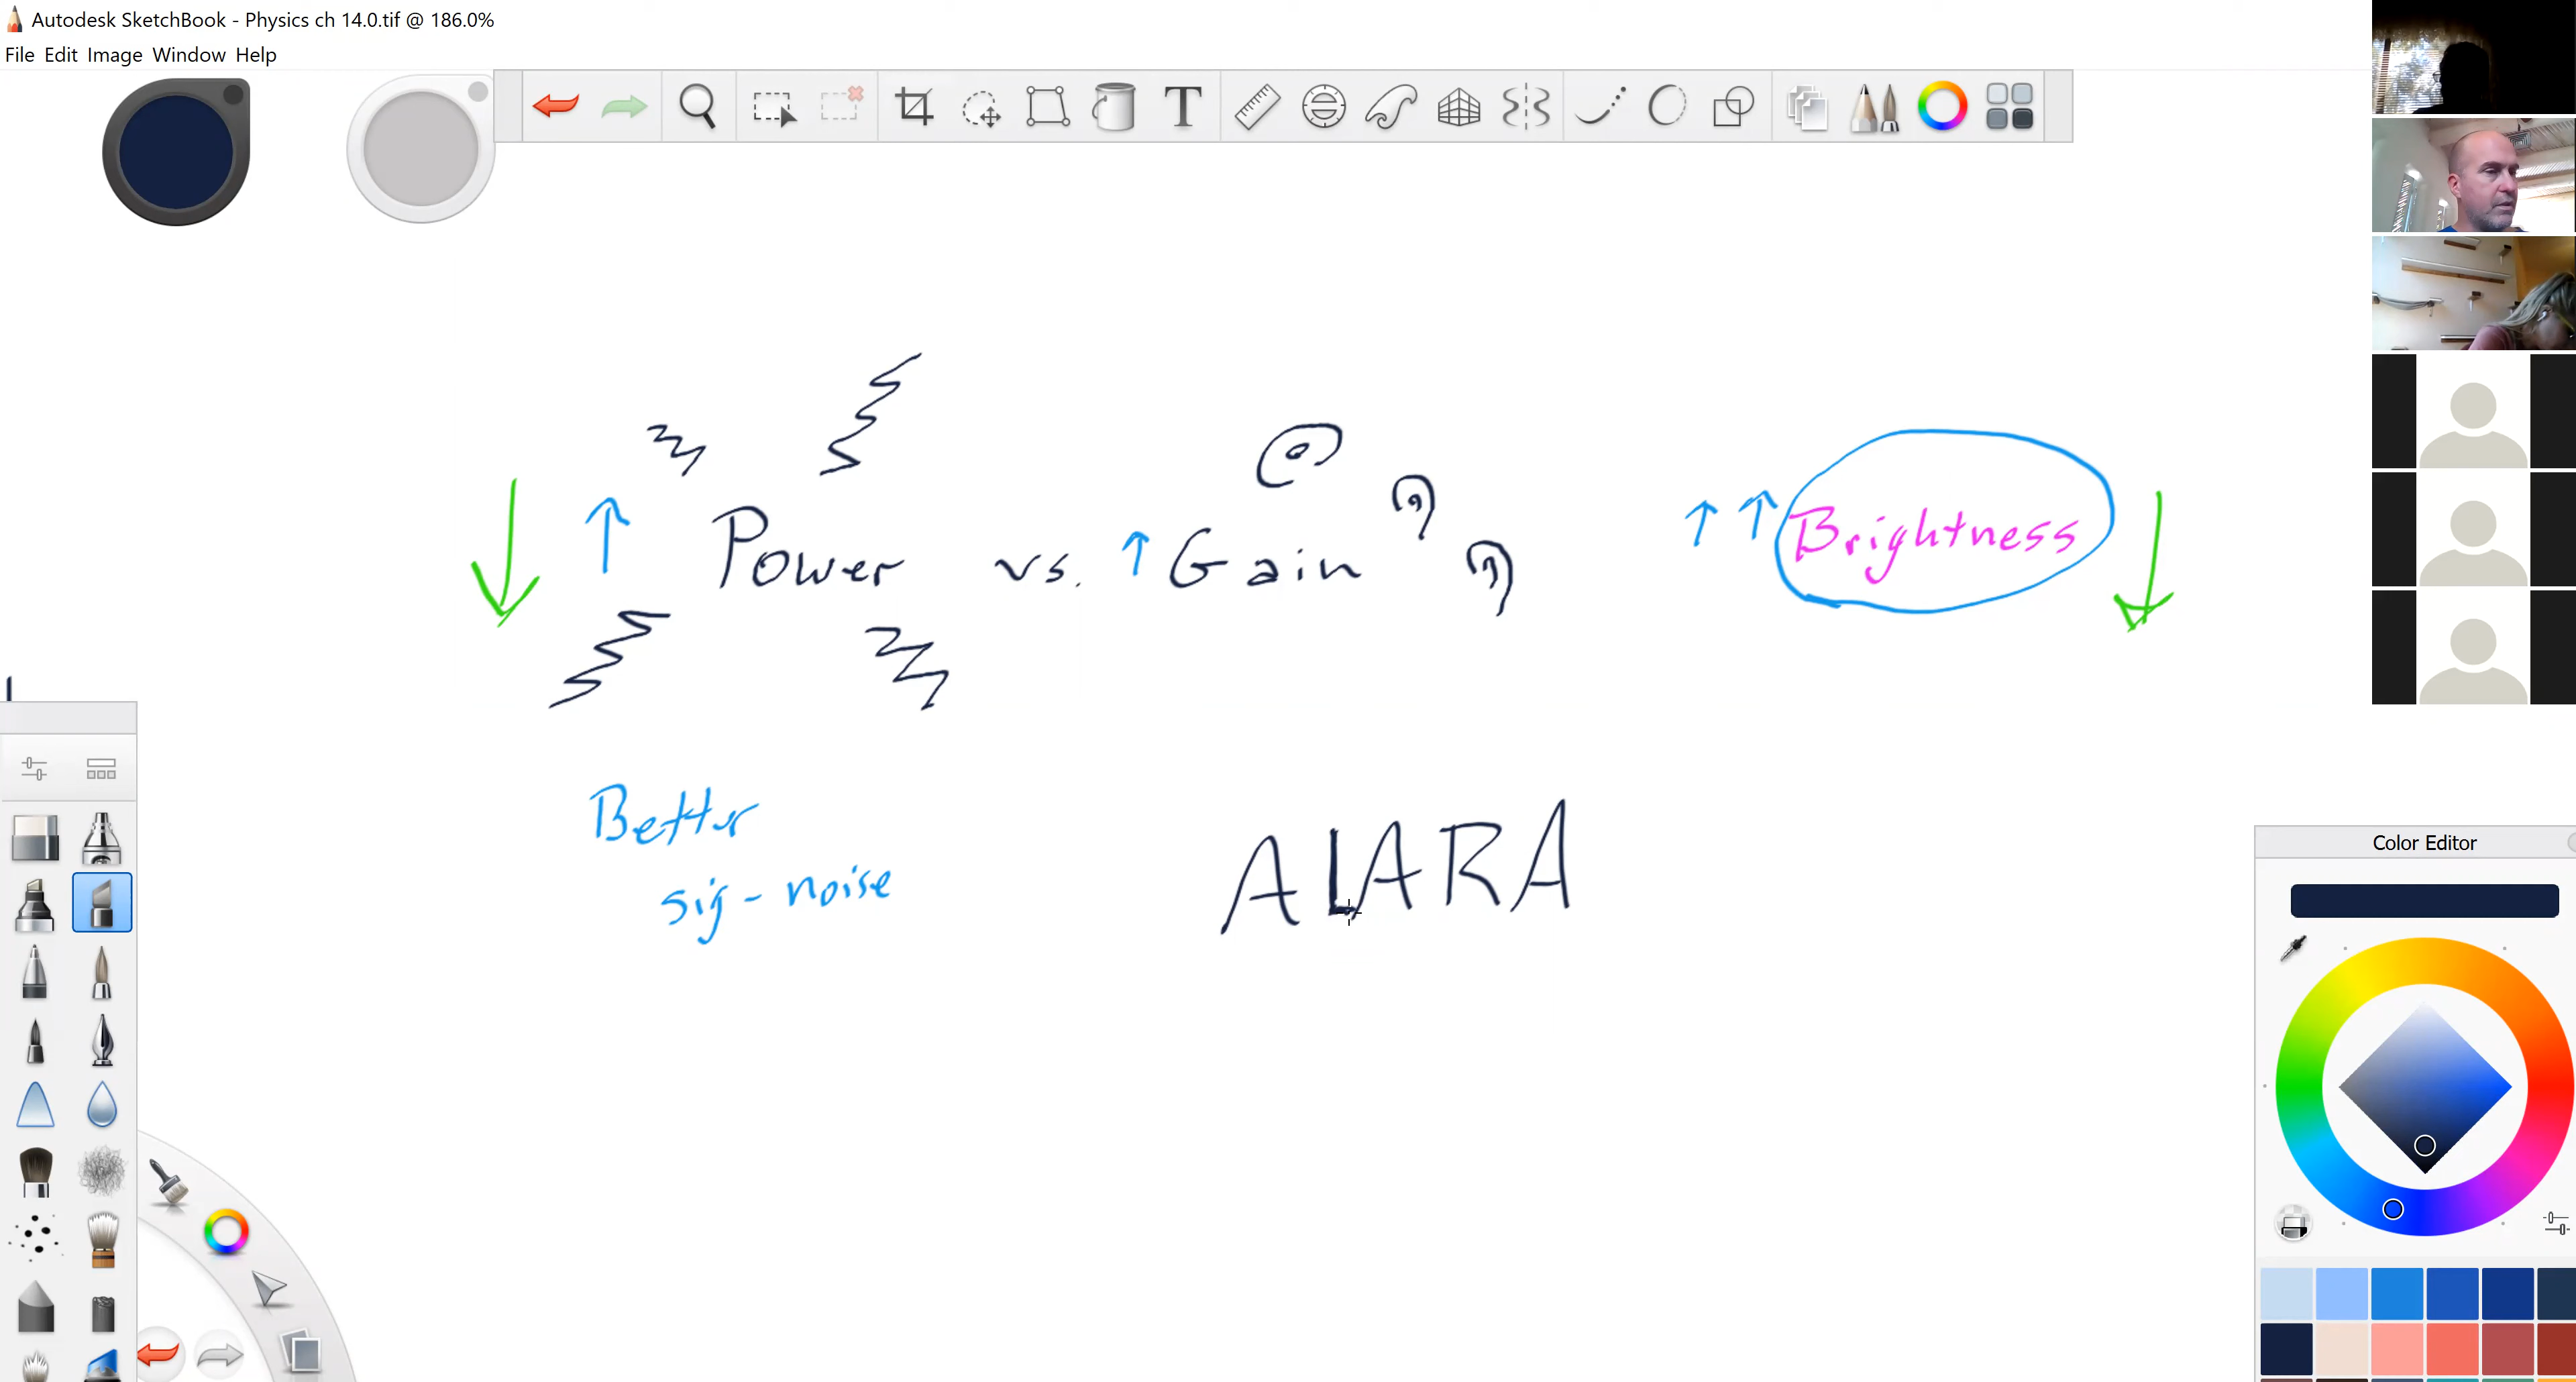 Autodesk SketchBook - Physics ch 14.0.tif @ 186.0%
File Edit Image Window Help
Power vs. ↑ Gain
↑ ↑ Brightness
Better
sig - noise
ALARA
Color Editor